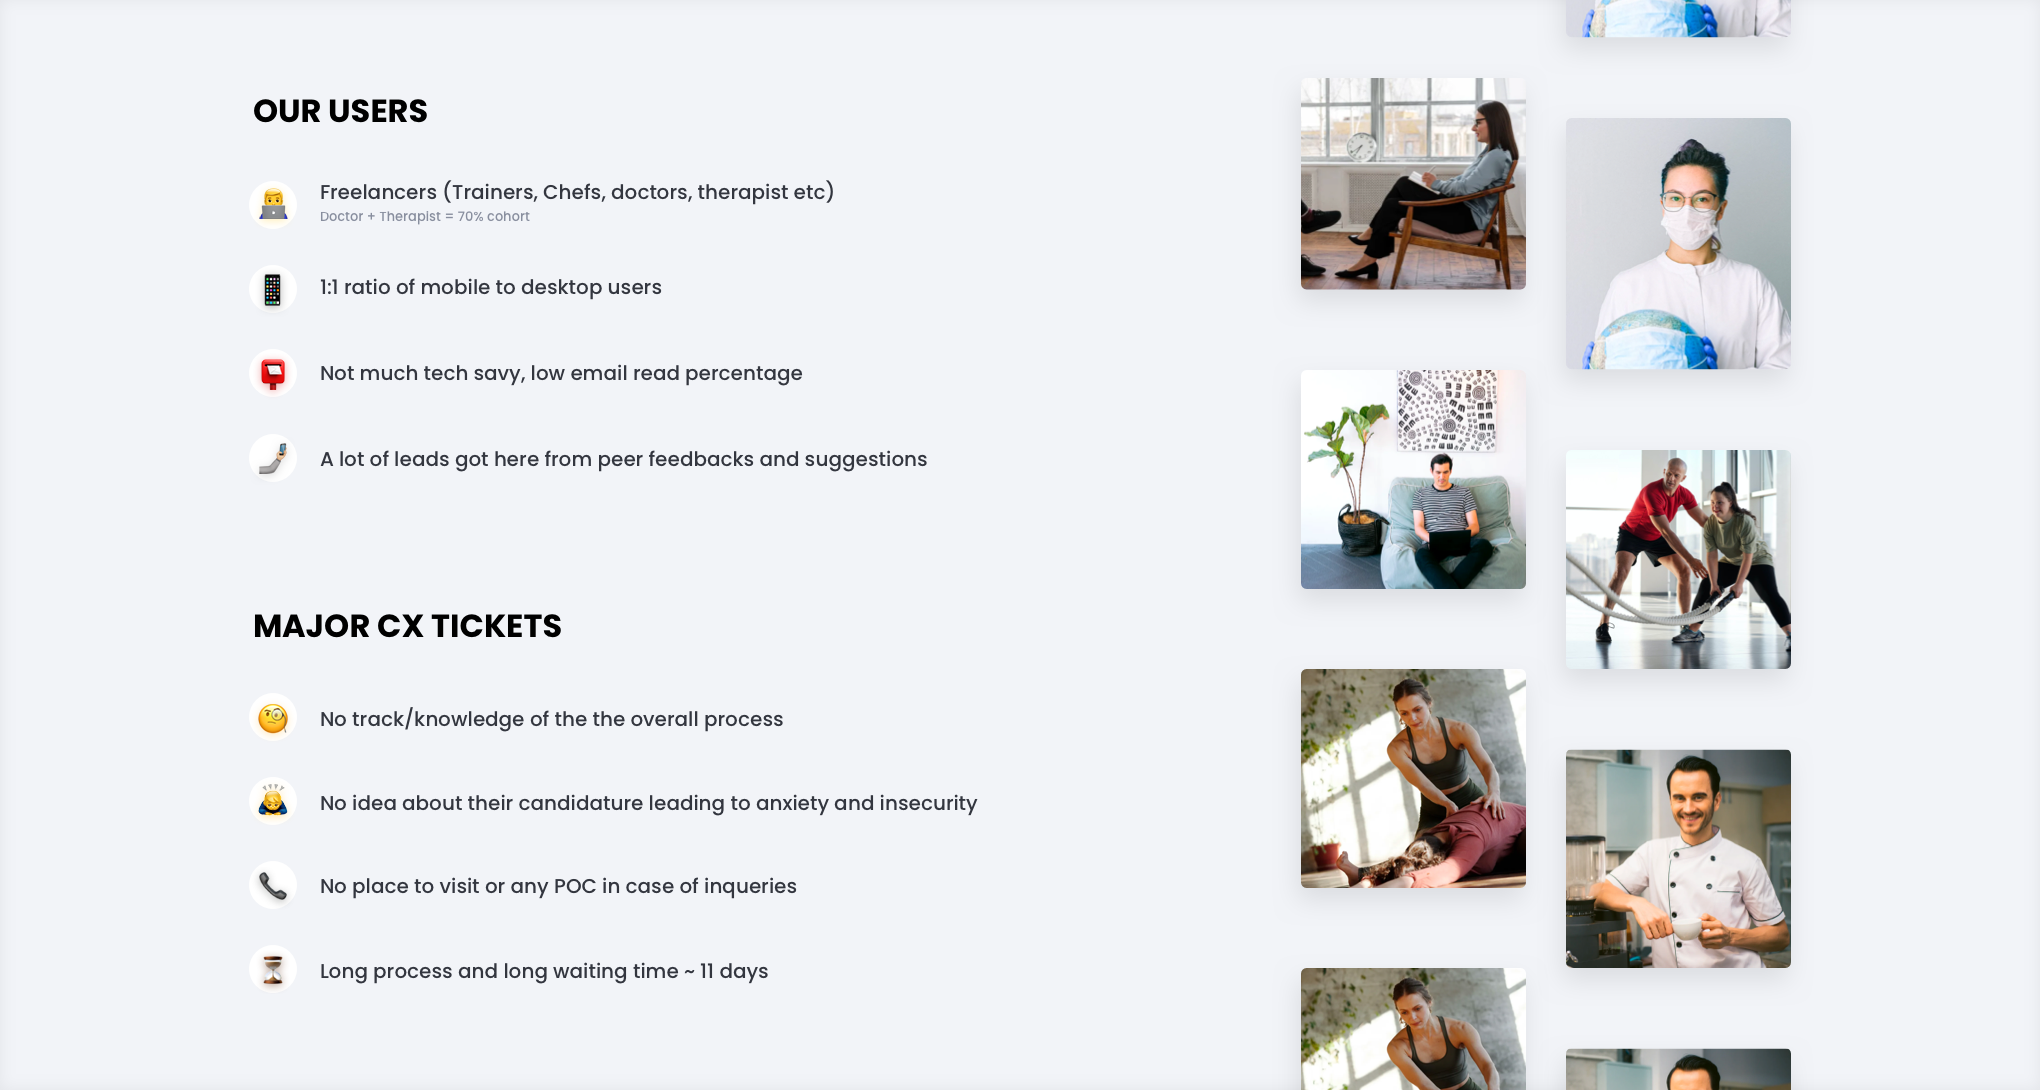 OUR USERS
Freelancers (Trainers, Chefs, doctors, therapist etc)
Doctor + Therapist = 70% cohort
1:1 ratio of mobile to desktop users
Not much tech savy, low email read percentage
A lot of leads got here from peer feedbacks and suggestions
MAJOR CX TICKETS
No track/knowledge of the the overall process
No idea about their candidature leading to anxiety and insecurity
No place to visit or any POC in case of inqueries
Long process and long waiting time ~ 11 days